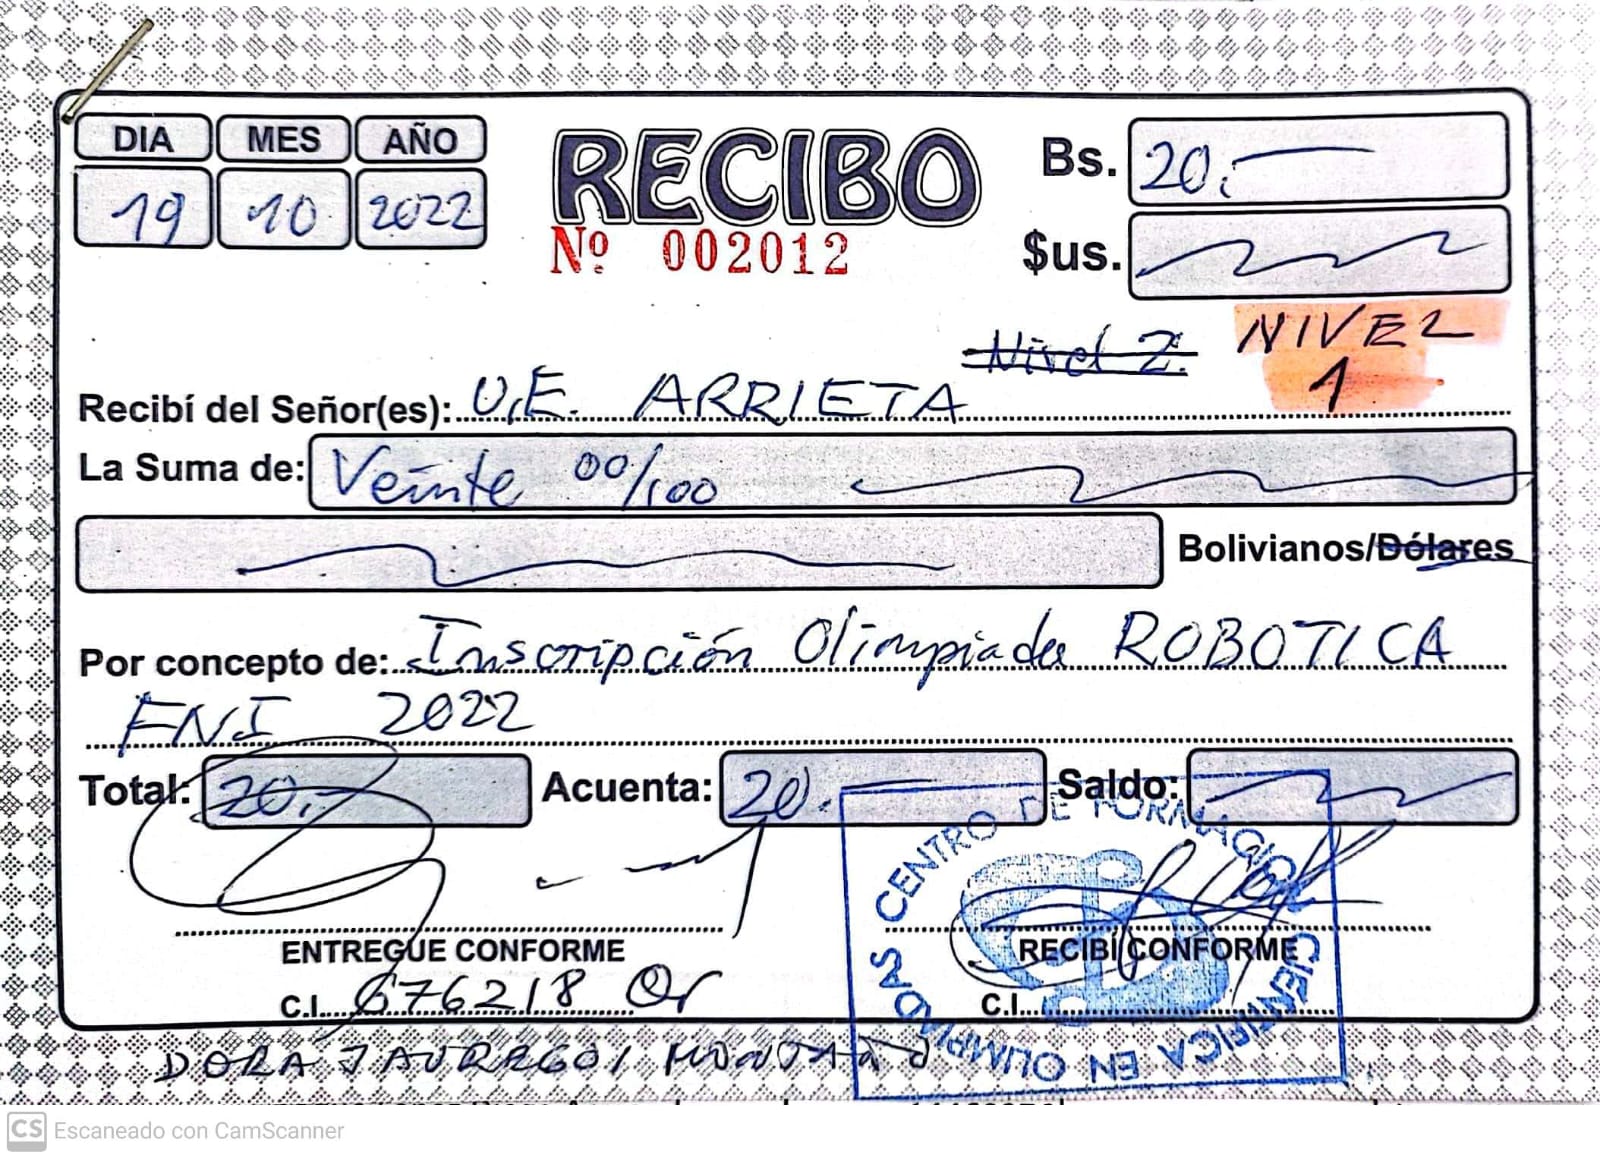 DIA MES AÑO
19 10 2022
RECIBO
Nº 002012
Bs. 20.
$us.
Nivel 2. NIVEL
1
Recibí del Señor(es): U.E. ARRIETA
La Suma de: Veinte 00/100
Bolivianos/Dólares
Por concepto de: Inscripción Olimpiada ROBOTICA
FNI 2022
Total: 20.- Acuenta: 20.- Saldo:
ENTREGUE CONFORME RECIBÍ CONFORME
C.I. 676218 Or C.I.
CENTRO DE FORMACION CIENTIFICA EN OLIMPIADAS
DORA JAUREGUI MONTAÑO
CS Escaneado con CamScanner